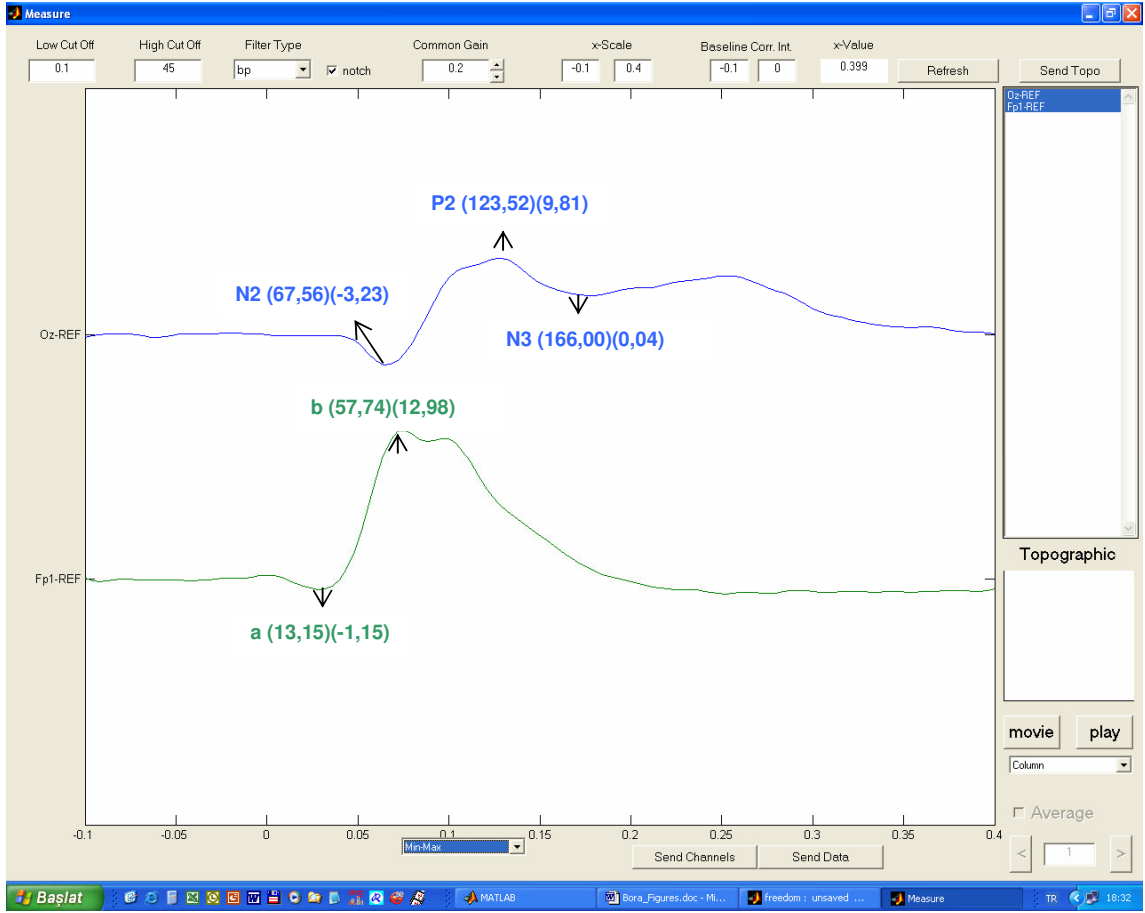 Measure
Low Cut Off High Cut Off Filter Type Common Gain x-Scale Baseline Corr. Int. x-Value
0.1 45 bp notch 0.2 -0.1 0.4 -0.1 0 0.399 Refresh Send Topo
Oz-REF
Fp1-REF
P2 (123,52)(9,81)
N2 (67,56)(-3,23)
Oz-REF
N3 (166,00)(0,04)
b (57,74)(12,98)
Topographic
Fp1-REF
a (13,15)(-1,15)
movie play
Column
Average
-0.1 -0.05 0 0.05 0.1 0.15 0.2 0.25 0.3 0.35 0.4
Min-Max
Send Channels Send Data
< 1 >
Başlat MATLAB Bora_Figures.doc - Mi... freedom : unsaved ... Measure TR 18:32